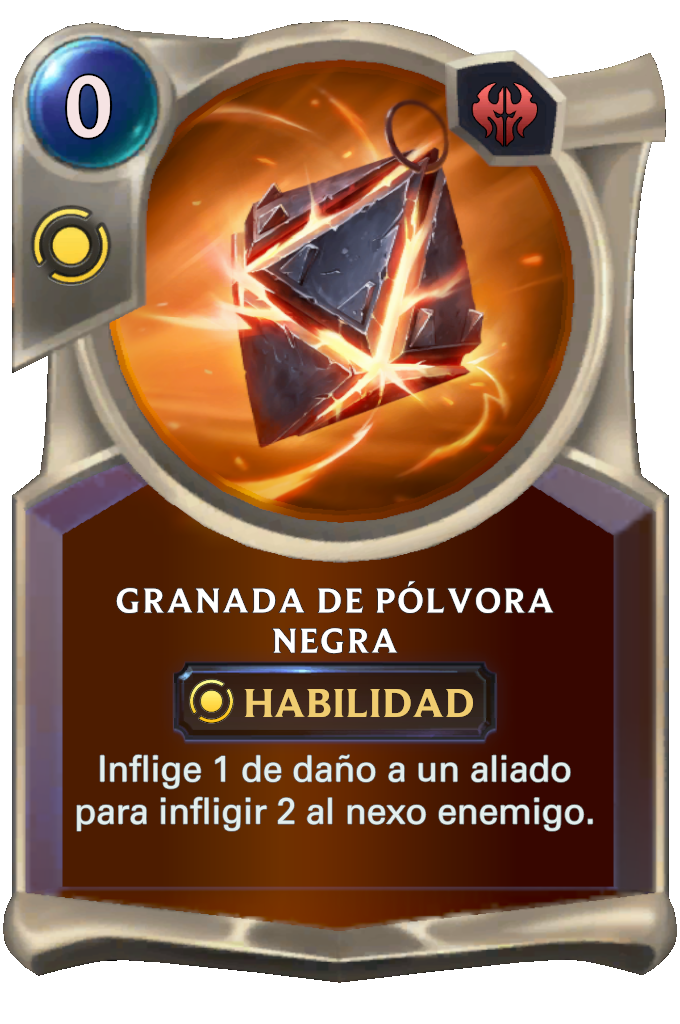 0
GRANADA DE PÓLVORA
NEGRA
HABILIDAD
Inflige 1 de daño a un aliado
para infligir 2 al nexo enemigo.